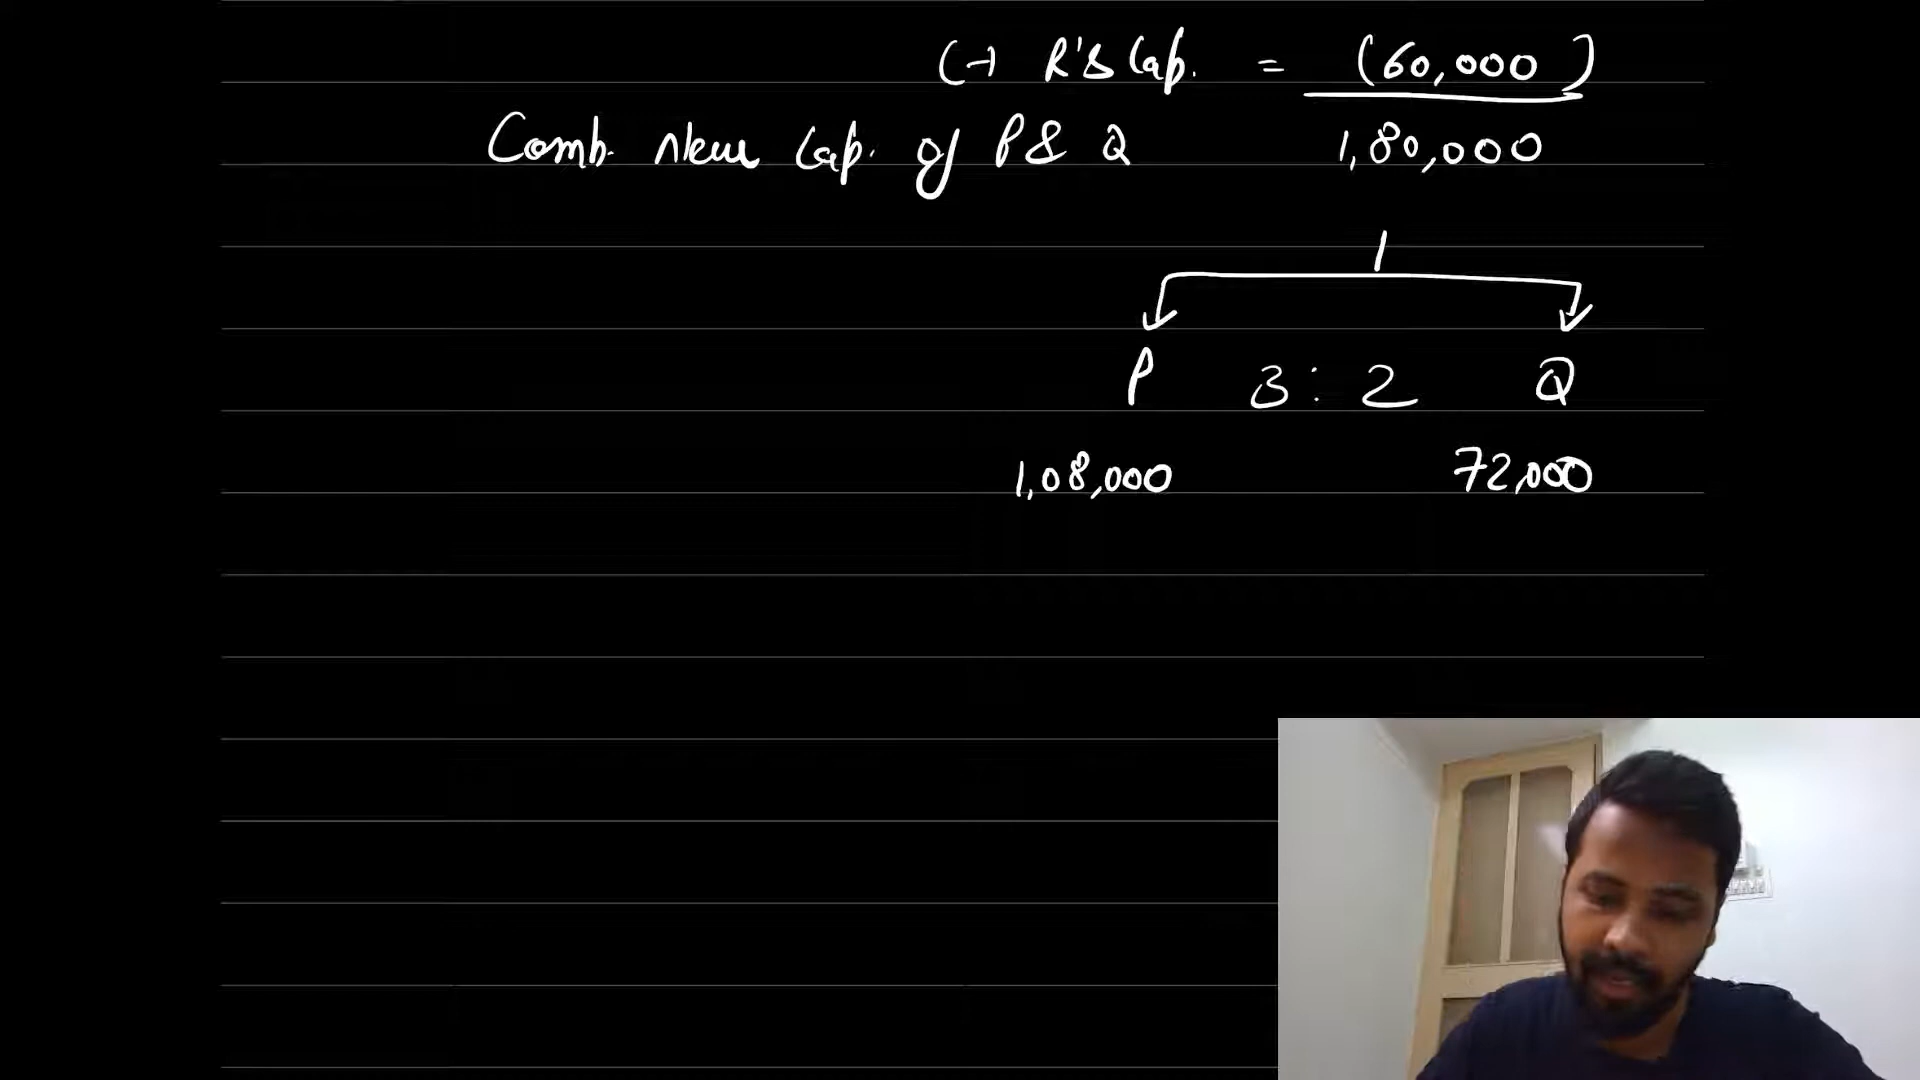 (-) R's Cap. = (60,000)
Comb. New Cap. of P & Q 1,80,000
P 3 : 2 Q
1,08,000 72,000